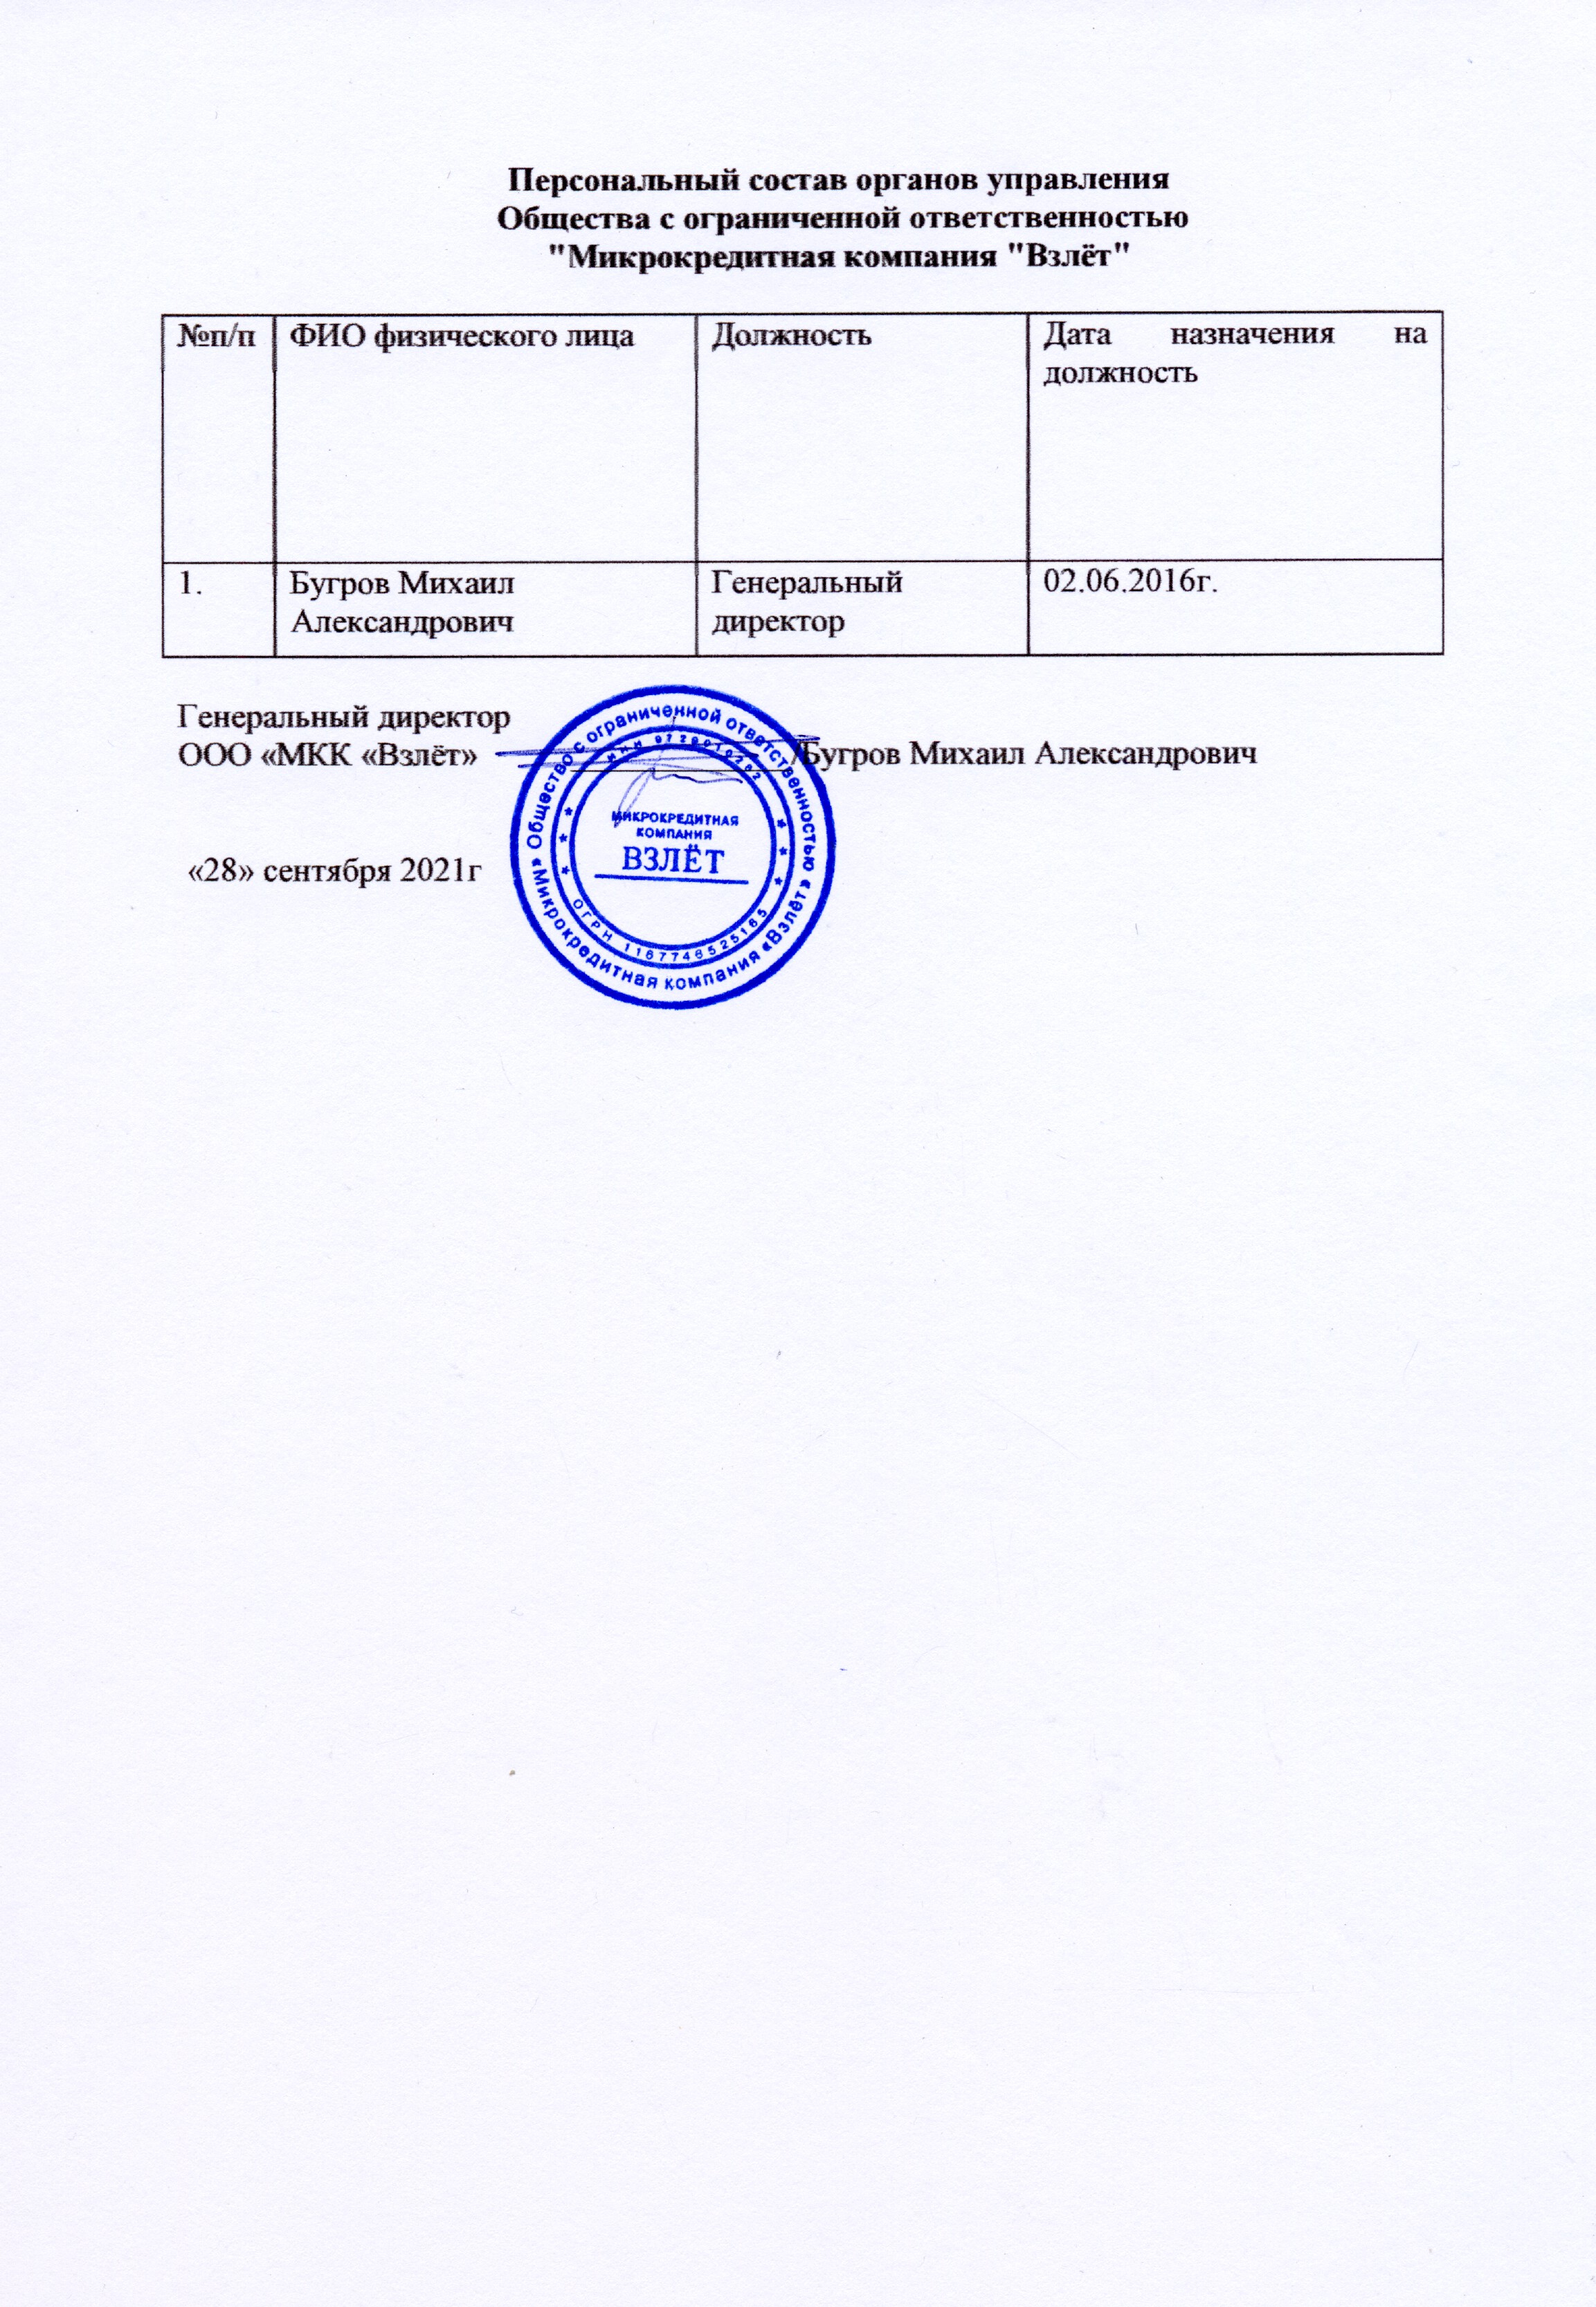 Персональный состав органов управления
Общества с ограниченной ответственностью
"Микрокредитная компания "Взлёт"
№п/п ФИО физического лица Должность Дата назначения на
должность
1. Бугров Михаил Генеральный 02.06.2016г.
Александрович директор
Генеральный директор
ООО «МКК «Взлёт» /Бугров Михаил Александрович
«28» сентября 2021г
Общество с ограниченной ответственностью
«Микрокредитная компания «Взлёт»
ИНН
ОГРН 1167746525165
МИКРОКРЕДИТНАЯ
КОМПАНИЯ
ВЗЛЁТ